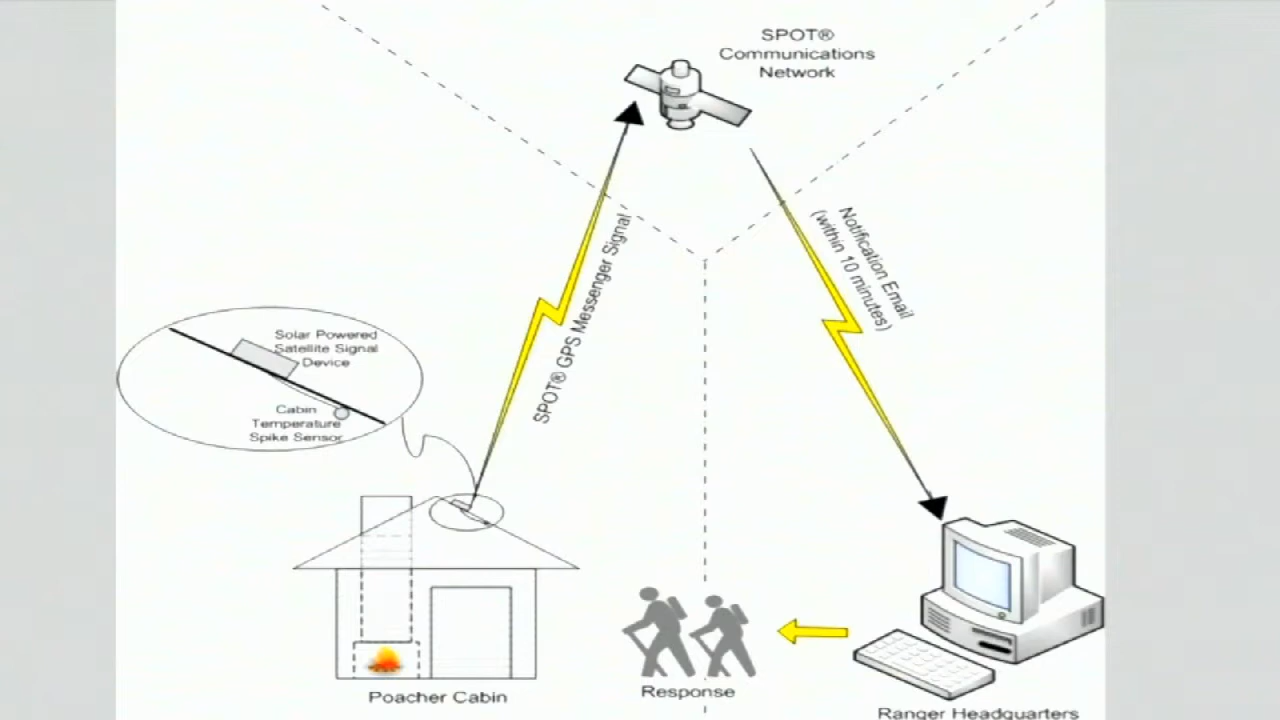 SPOT®
Communications
Network
SPOT® GPS Messenger Signal
Notification Email
(within 10 minutes)
Solar Powered
Satellite Signal
Device
Cabin
Temperature
Spike Sensor
Poacher Cabin
Response
Ranger Headquarters